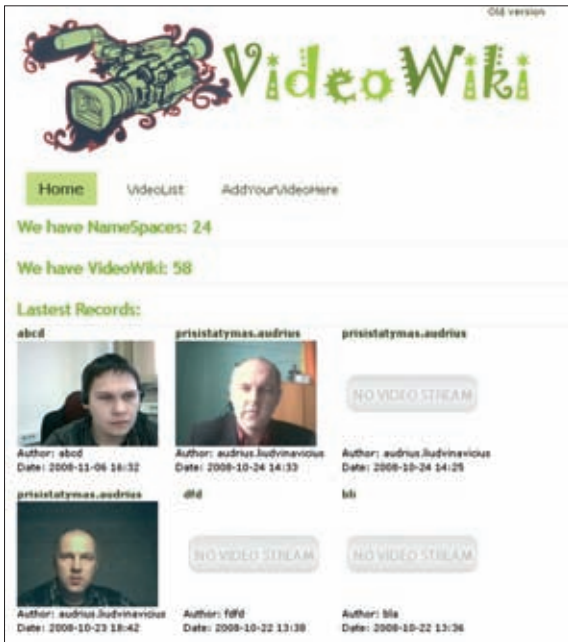 Old version
VideoWiki
Home VideoList AddYourVideoHere
We have NameSpaces: 24
We have VideoWiki: 58
Lastest Records:
abcd prisistatymas.audrius prisistatymas.audrius
NO VIDEO STREAM
Author: abcd Author: audrius.liudvinavicius Author: audrius.liudvinavicius
Date: 2008-11-06 16:32 Date: 2008-10-24 14:33 Date: 2008-10-24 14:25
prisistatymas.audrius dfd bli
NO VIDEO STREAM NO VIDEO STREAM
Author: audrius.liudvinavicius Author: fdfd Author: bla
Date: 2008-10-23 18:42 Date: 2008-10-22 13:38 Date: 2008-10-22 13:36